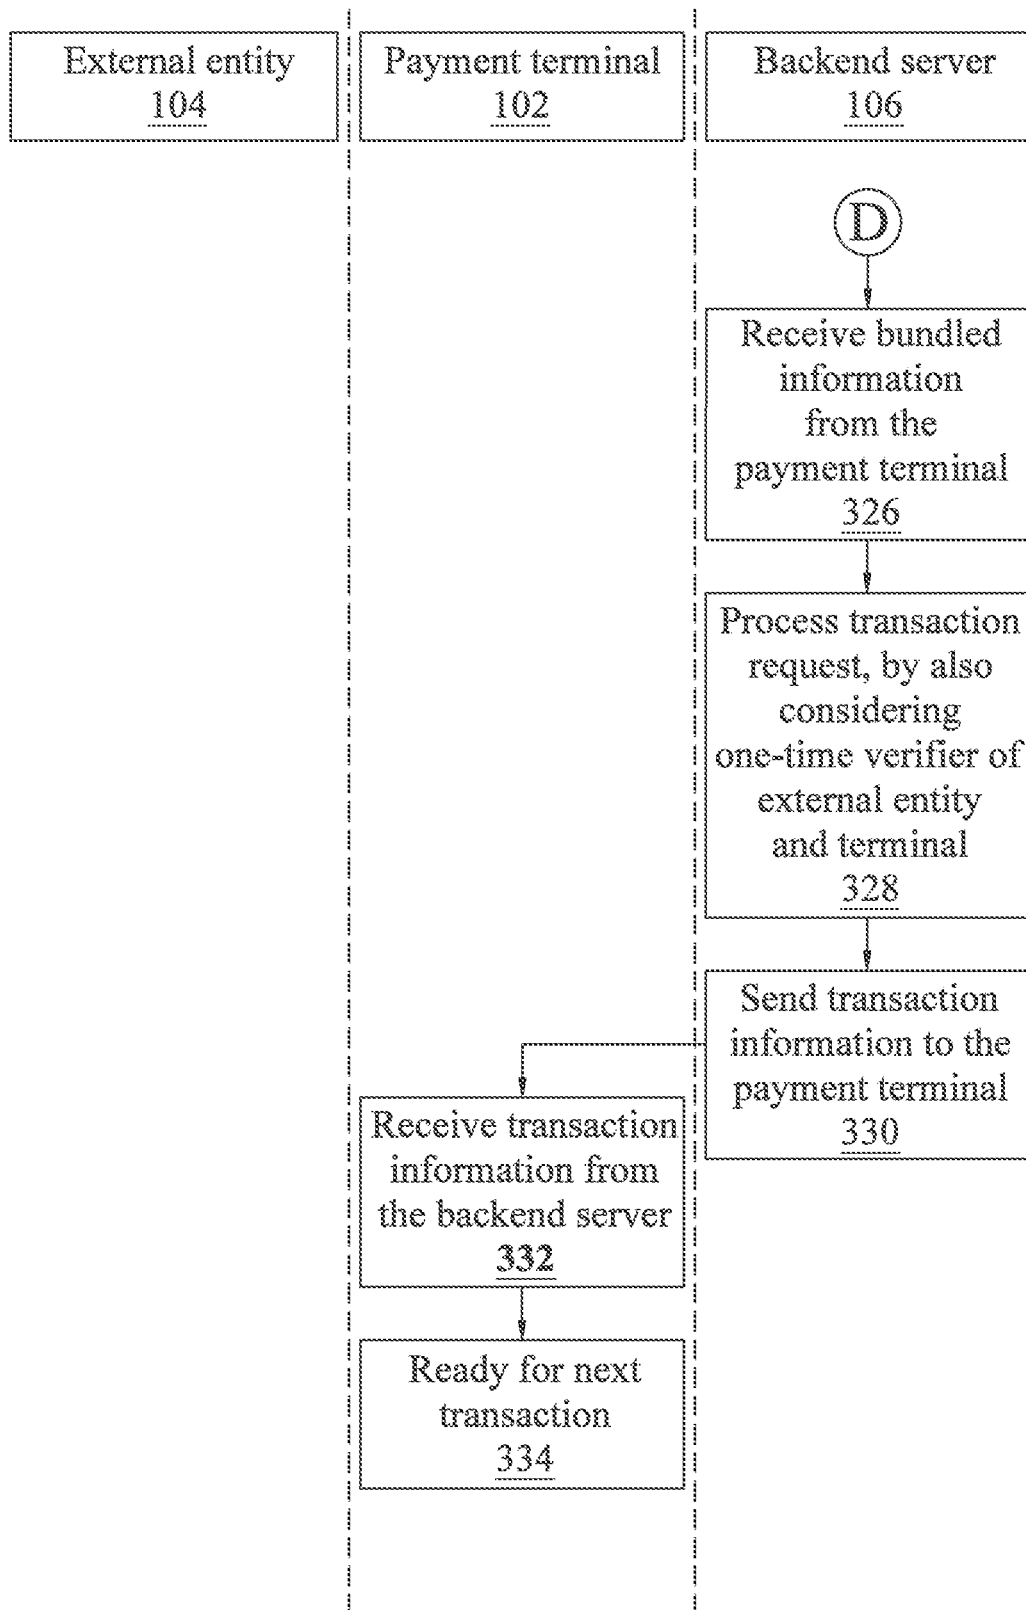 External entity
104
Payment terminal
102
Backend server
106
D
Receive bundled
information
from the
payment terminal
326
Process transaction
request, by also
considering
one-time verifier of
external entity
and terminal
328
Send transaction
information to the
payment terminal
330
Receive transaction
information from
the backend server
332
Ready for next
transaction
334